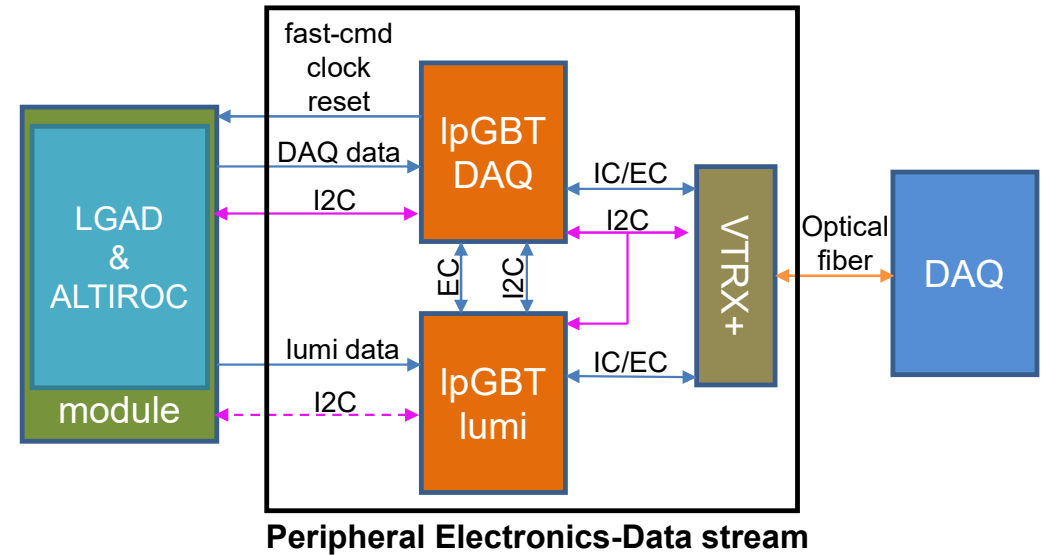 fast-cmd
clock
reset
DAQ data
I2C
LGAD
&
ALTIROC
module
lumi data
I2C
lpGBT
DAQ
EC
I2C
lpGBT
lumi
IC/EC
I2C
IC/EC
VTRX+
Optical
fiber
DAQ
Peripheral Electronics-Data stream